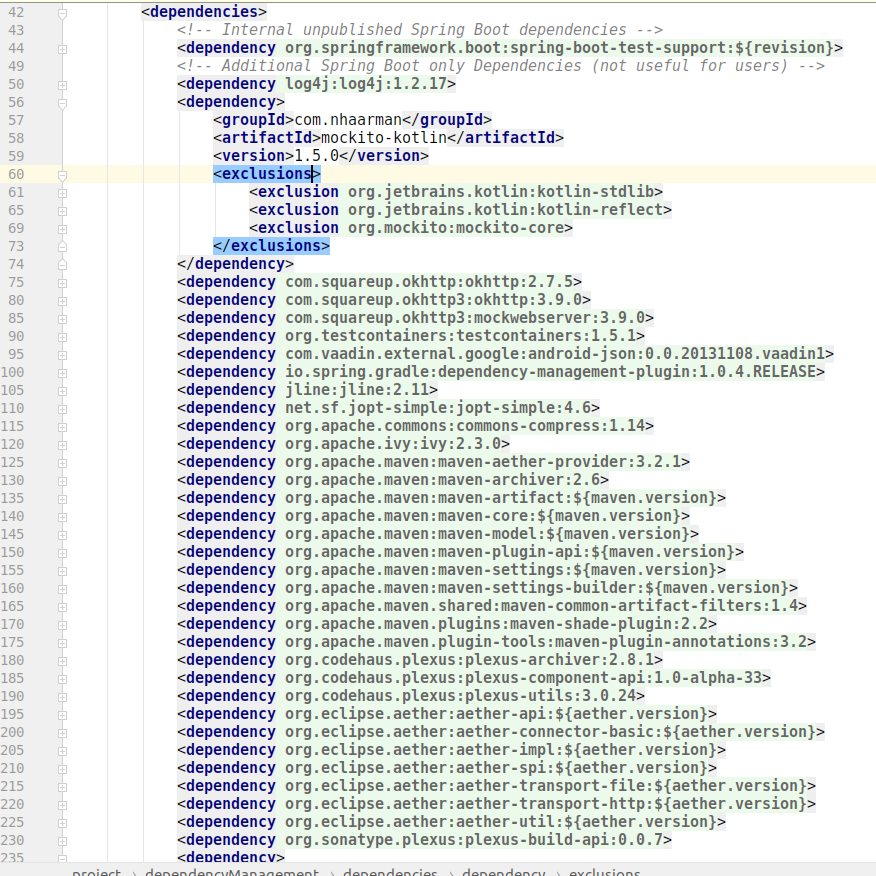 42 <dependencies>
43 <!-- Internal unpublished Spring Boot dependencies -->
44 <dependency org.springframework.boot:spring-boot-test-support:${revision}>
49 <!-- Additional Spring Boot only Dependencies (not useful for users) -->
50 <dependency log4j:log4j:1.2.17>
56 <dependency>
57 <groupId>com.nhaarman</groupId>
58 <artifactId>mockito-kotlin</artifactId>
59 <version>1.5.0</version>
60 <exclusions>
61 <exclusion org.jetbrains.kotlin:kotlin-stdlib>
65 <exclusion org.jetbrains.kotlin:kotlin-reflect>
69 <exclusion org.mockito:mockito-core>
73 </exclusions>
74 </dependency>
75 <dependency com.squareup.okhttp:okhttp:2.7.5>
80 <dependency com.squareup.okhttp3:okhttp:3.9.0>
85 <dependency com.squareup.okhttp3:mockwebserver:3.9.0>
90 <dependency org.testcontainers:testcontainers:1.5.1>
95 <dependency com.vaadin.external.google:android-json:0.0.20131108.vaadin1>
100 <dependency io.spring.gradle:dependency-management-plugin:1.0.4.RELEASE>
105 <dependency jline:jline:2.11>
110 <dependency net.sf.jopt-simple:jopt-simple:4.6>
115 <dependency org.apache.commons:commons-compress:1.14>
120 <dependency org.apache.ivy:ivy:2.3.0>
125 <dependency org.apache.maven:maven-aether-provider:3.2.1>
130 <dependency org.apache.maven:maven-archiver:2.6>
135 <dependency org.apache.maven:maven-artifact:${maven.version}>
140 <dependency org.apache.maven:maven-core:${maven.version}>
145 <dependency org.apache.maven:maven-model:${maven.version}>
150 <dependency org.apache.maven:maven-plugin-api:${maven.version}>
155 <dependency org.apache.maven:maven-settings:${maven.version}>
160 <dependency org.apache.maven:maven-settings-builder:${maven.version}>
165 <dependency org.apache.maven.shared:maven-common-artifact-filters:1.4>
170 <dependency org.apache.maven.plugins:maven-shade-plugin:2.2>
175 <dependency org.apache.maven.plugin-tools:maven-plugin-annotations:3.2>
180 <dependency org.codehaus.plexus:plexus-archiver:2.8.1>
185 <dependency org.codehaus.plexus:plexus-component-api:1.0-alpha-33>
190 <dependency org.codehaus.plexus:plexus-utils:3.0.24>
195 <dependency org.eclipse.aether:aether-api:${aether.version}>
200 <dependency org.eclipse.aether:aether-connector-basic:${aether.version}>
205 <dependency org.eclipse.aether:aether-impl:${aether.version}>
210 <dependency org.eclipse.aether:aether-spi:${aether.version}>
215 <dependency org.eclipse.aether:aether-transport-file:${aether.version}>
220 <dependency org.eclipse.aether:aether-transport-http:${aether.version}>
225 <dependency org.eclipse.aether:aether-util:${aether.version}>
230 <dependency org.sonatype.plexus:plexus-build-api:0.0.7>
235 <dependency>
project › dependencyManagement › dependencies › dependency › exclusions